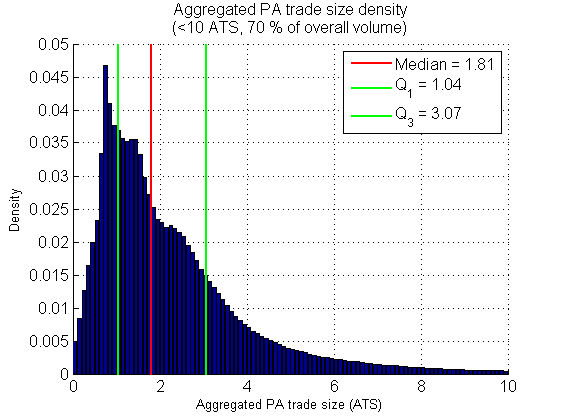 Aggregated PA trade size density
(<10 ATS, 70 % of overall volume)
0.05
0.045
0.04
0.035
0.03
0.025
0.02
0.015
0.01
0.005
0
Density
Median = 1.81
Q1 = 1.04
Q3 = 3.07
0 2 4 6 8 10
Aggregated PA trade size (ATS)